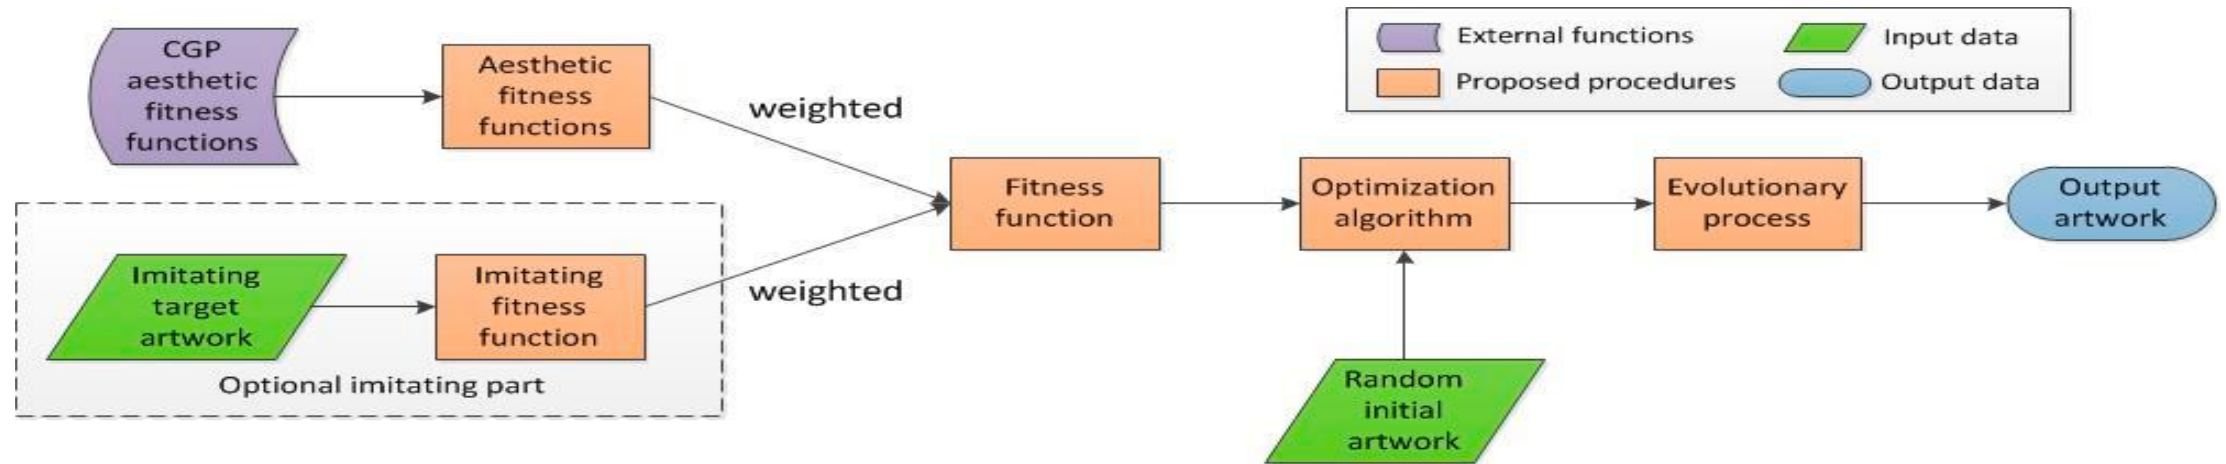 CGP
aesthetic
fitness
functions
Aesthetic
fitness
functions
weighted
External functions
Input data
Proposed procedures
Output data
Fitness
function
Optimization
algorithm
Evolutionary
process
Output
artwork
Imitating
target
artwork
Imitating
fitness
function
weighted
Optional imitating part
Random
initial
artwork